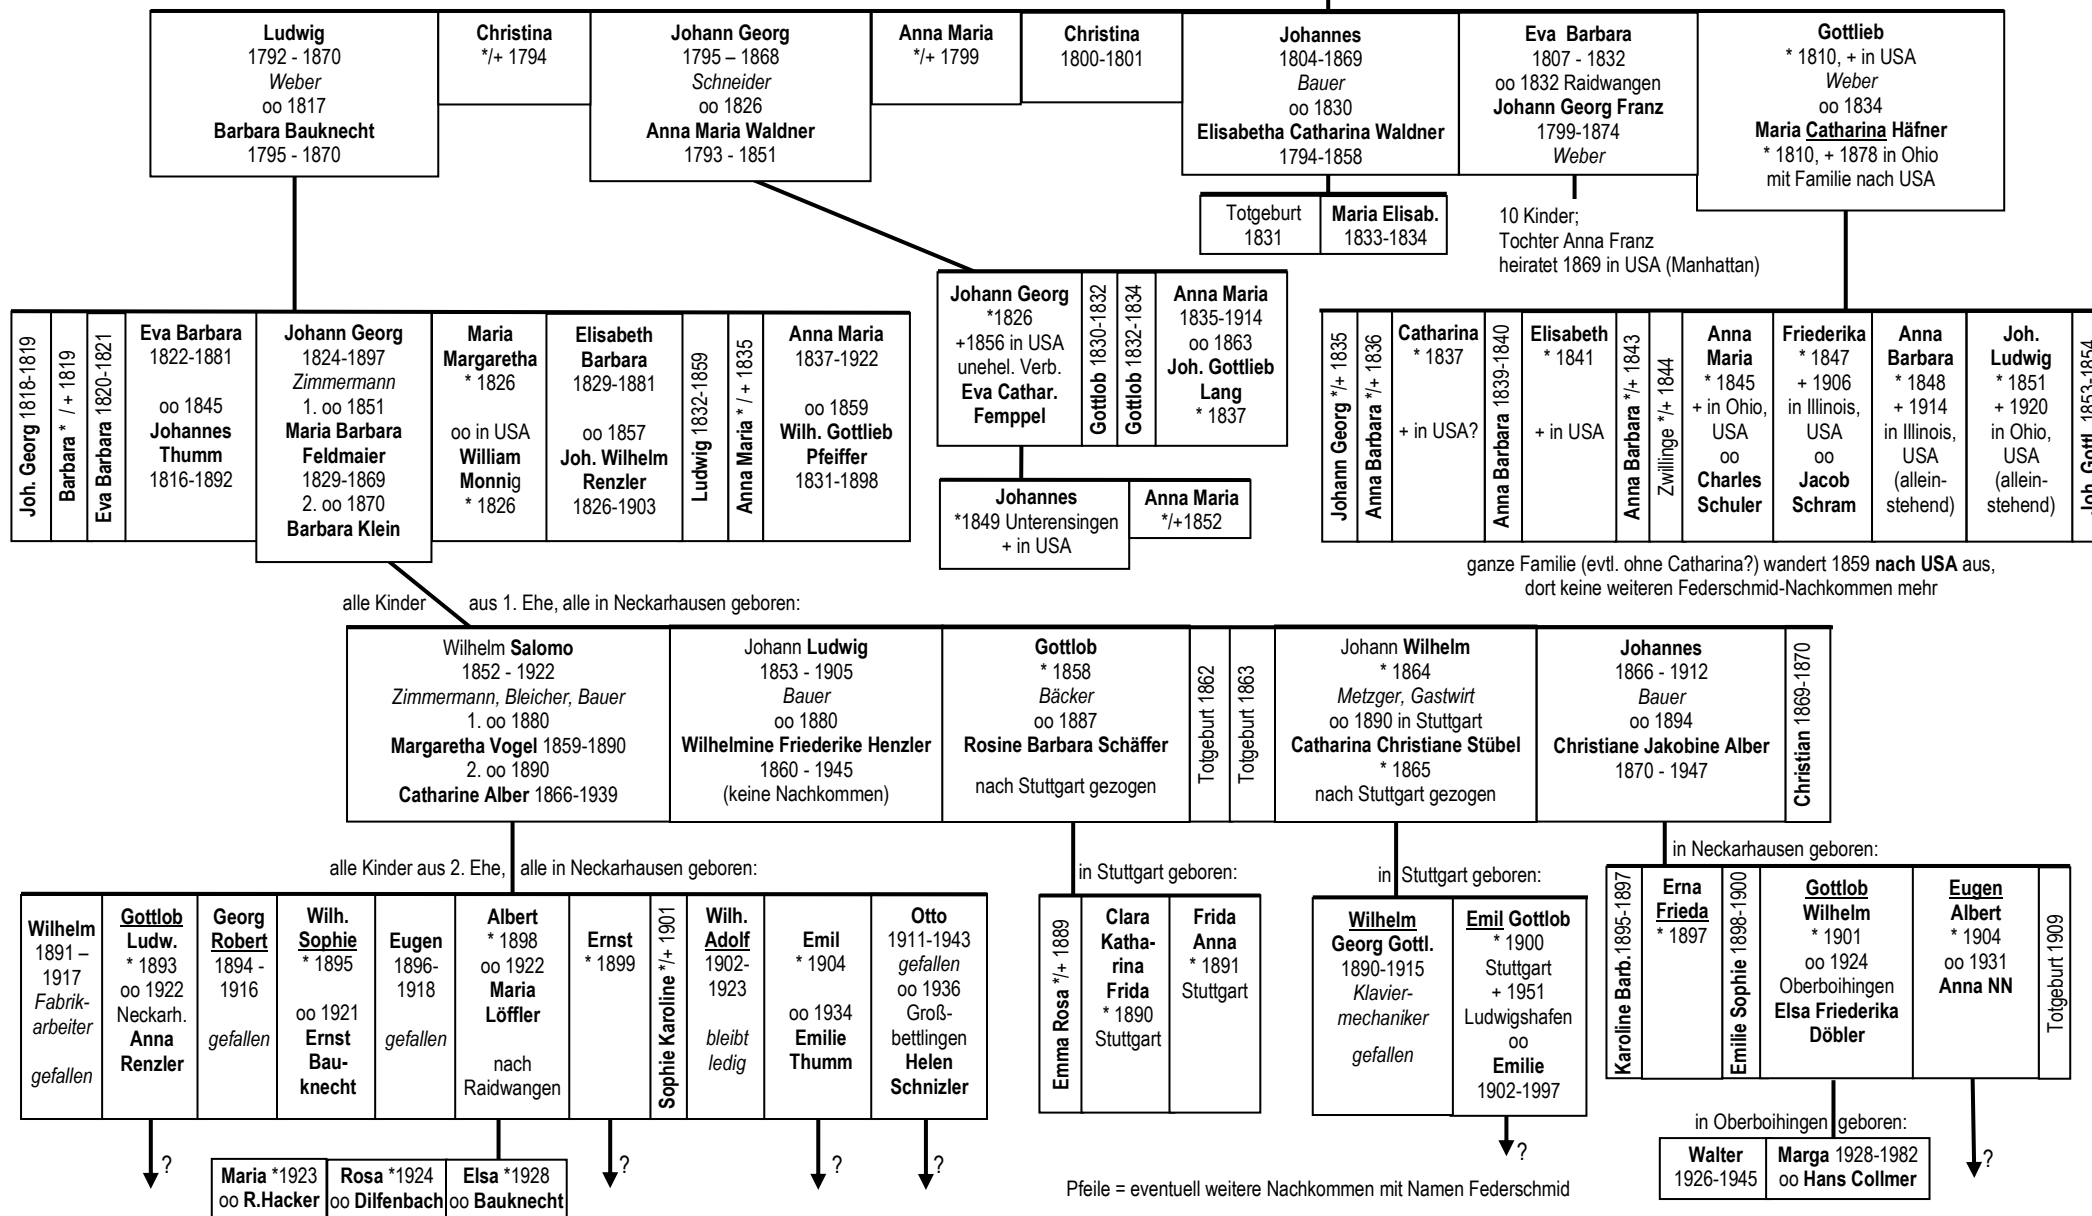 Ludwig
1792 - 1870
Weber
oo 1817
Barbara Bauknecht
1795 - 1870
Christina
*/+ 1794
Johann Georg
1795 – 1868
Schneider
oo 1826
Anna Maria Waldner
1793 - 1851
Anna Maria
*/+ 1799
Christina
1800-1801
Johannes
1804-1869
Bauer
oo 1830
Elisabetha Catharina Waldner
1794-1858
Eva Barbara
1807 - 1832
oo 1832 Raidwangen
Johann Georg Franz
1799-1874
Weber
Gottlieb
* 1810, + in USA
Weber
oo 1834
Maria Catharina Häfner
* 1810, + 1878 in Ohio
mit Familie nach USA
Totgeburt
1831
Maria Elisab.
1833-1834
10 Kinder;
Tochter Anna Franz
heiratet 1869 in USA (Manhattan)
Joh. Georg 1818-1819
Barbara * / + 1819
Eva Barbara 1820-1821
Eva Barbara
1822-1881
oo 1845
Johannes
Thumm
1816-1892
Johann Georg
1824-1897
Zimmermann
1. oo 1851
Maria Barbara
Feldmaier
1829-1869
2. oo 1870
Barbara Klein
Maria
Margaretha
* 1826
oo in USA
William
Monnig
* 1826
Elisabeth
Barbara
1829-1881
oo 1857
Joh. Wilhelm
Renzler
1826-1903
Ludwig 1832-1859
Anna Maria * / + 1835
Anna Maria
1837-1922
oo 1859
Wilh. Gottlieb
Pfeiffer
1831-1898
Johann Georg
*1826
+1856 in USA
unehel. Verb.
Eva Cathar.
Femppel
Gottlob 1830-1832
Gottlob 1832-1834
Anna Maria
1835-1914
oo 1863
Joh. Gottlieb
Lang
* 1837
Johannes
*1849 Unterensingen
+ in USA
Anna Maria
*/+1852
Johann Georg */+ 1835
Anna Barbara */+ 1836
Catharina
* 1837
+ in USA?
Anna Barbara 1839-1840
Elisabeth
* 1841
+ in USA
Anna Barbara */+ 1843
Zwillinge */+ 1844
Anna
Maria
* 1845
+ in Ohio,
USA
oo
Charles
Schuler
Friederika
* 1847
+ 1906
in Illinois,
USA
oo
Jacob
Schram
Anna
Barbara
* 1848
+ 1914
in Illinois,
USA
(allein-
stehend)
Joh.
Ludwig
* 1851
+ 1920
in Ohio,
USA
(allein-
stehend)
Joh. Gottl. 1853-1854
ganze Familie (evtl. ohne Catharina?) wandert 1859 nach USA aus,
dort keine weiteren Federschmid-Nachkommen mehr
alle Kinder aus 1. Ehe, alle in Neckarhausen geboren:
Wilhelm Salomo
1852 - 1922
Zimmermann, Bleicher, Bauer
1. oo 1880
Margaretha Vogel 1859-1890
2. oo 1890
Catharine Alber 1866-1939
Johann Ludwig
1853 - 1905
Bauer
oo 1880
Wilhelmine Friederike Henzler
1860 - 1945
(keine Nachkommen)
Gottlob
* 1858
Bäcker
oo 1887
Rosine Barbara Schäffer
nach Stuttgart gezogen
Totgeburt 1862
Totgeburt 1863
Johann Wilhelm
* 1864
Metzger, Gastwirt
oo 1890 in Stuttgart
Catharina Christiane Stübel
* 1865
nach Stuttgart gezogen
Johannes
1866 - 1912
Bauer
oo 1894
Christiane Jakobine Alber
1870 - 1947
Christian 1869-1870
alle Kinder aus 2. Ehe, alle in Neckarhausen geboren:
Wilhelm
1891 –
1917
Fabrik-
arbeiter
gefallen
Gottlob
Ludw.
* 1893
oo 1922
Neckarh.
Anna
Renzler
Georg
Robert
1894 -
1916
gefallen
Wilh.
Sophie
* 1895
oo 1921
Ernst
Bau-
knecht
Eugen
1896-
1918
gefallen
Albert
* 1898
oo 1922
Maria
Löffler
nach
Raidwangen
Ernst
* 1899
Sophie Karoline */+ 1901
Wilh.
Adolf
1902-
1923
bleibt
ledig
Emil
* 1904
oo 1934
Emilie
Thumm
Otto
1911-1943
gefallen
oo 1936
Groß-
bettlingen
Helen
Schnizler
in Stuttgart geboren:
Emma Rosa */+ 1889
Clara
Katha-
rina
Frida
* 1890
Stuttgart
Frida
Anna
* 1891
Stuttgart
in Stuttgart geboren:
Wilhelm
Georg Gottl.
1890-1915
Klavier-
mechaniker
gefallen
Emil Gottlob
* 1900
Stuttgart
+ 1951
Ludwigshafen
oo
Emilie
1902-1997
in Neckarhausen geboren:
Karoline Barb. 1895-1897
Erna
Frieda
* 1897
Emilie Sophie 1898-1900
Gottlob
Wilhelm
* 1901
oo 1924
Oberboihingen
Elsa Friederika
Döbler
Eugen
Albert
* 1904
oo 1931
Anna NN
Totgeburt 1909
?
Maria *1923
oo R.Hacker
Rosa *1924
oo Dilfenbach
Elsa *1928
oo Bauknecht
?
?
?
?
in Oberboihingen geboren:
Walter
1926-1945
Marga 1928-1982
oo Hans Collmer
?
Pfeile = eventuell weitere Nachkommen mit Namen Federschmid